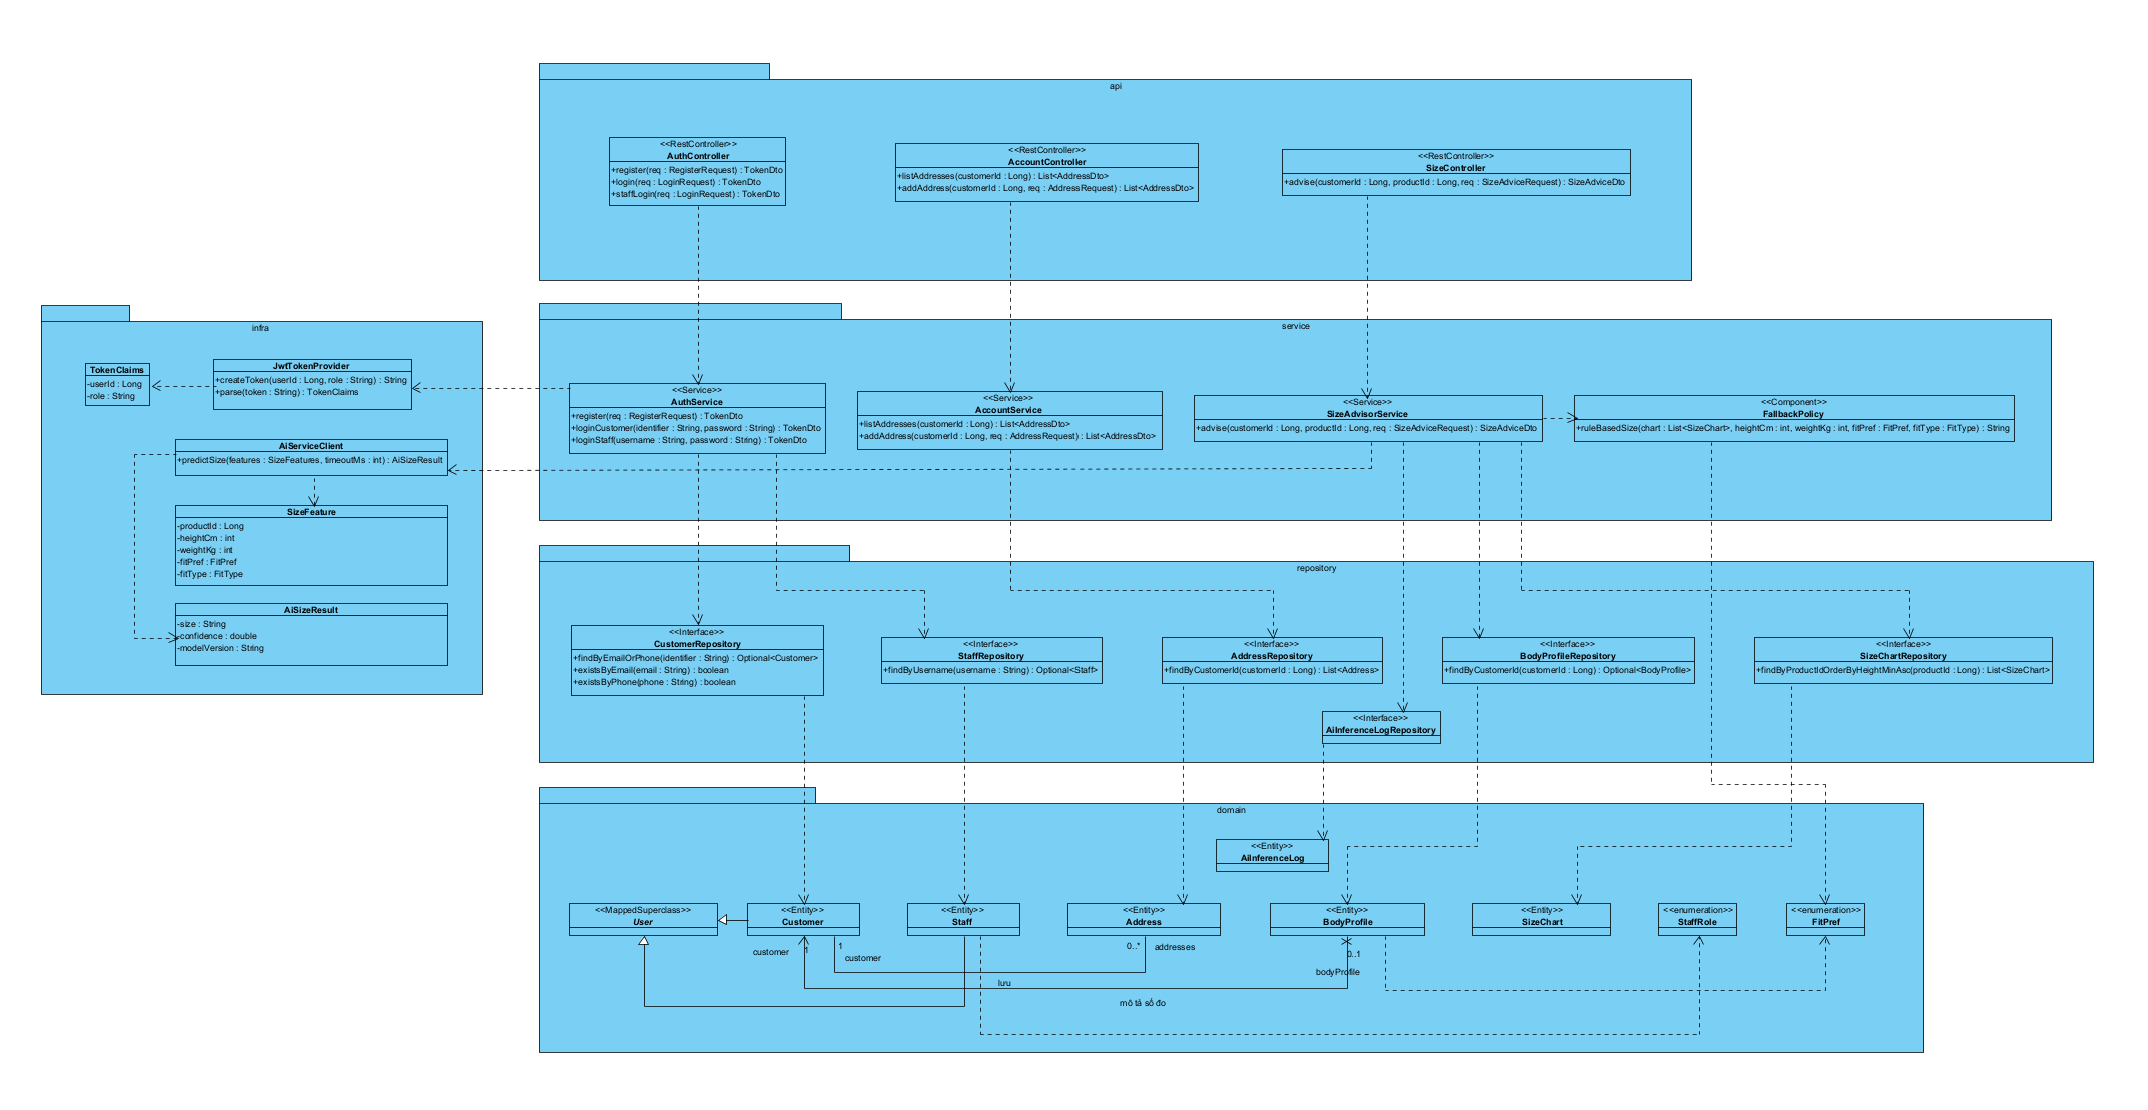 api
<<RestController>>
AuthController
+register(req : RegisterRequest) : TokenDto
+login(req : LoginRequest) : TokenDto
+staffLogin(req : LoginRequest) : TokenDto
<<RestController>>
AccountController
+listAddresses(customerId : Long) : List<AddressDto>
+addAddress(customerId : Long, req : AddressRequest) : List<AddressDto>
<<RestController>>
SizeController
+advise(customerId : Long, productId : Long, req : SizeAdviceRequest) : SizeAdviceDto
infra
TokenClaims
-userId : Long
-role : String
JwtTokenProvider
+createToken(userId : Long, role : String) : String
+parse(token : String) : TokenClaims
AiServiceClient
+predictSize(features : SizeFeatures, timeoutMs : int) : AiSizeResult
SizeFeature
-productId : Long
-heightCm : int
-weightKg : int
-fitPref : FitPref
-fitType : FitType
AiSizeResult
-size : String
-confidence : double
-modelVersion : String
service
<<Service>>
AuthService
+register(req : RegisterRequest) : TokenDto
+loginCustomer(identifier : String, password : String) : TokenDto
+loginStaff(username : String, password : String) : TokenDto
<<Service>>
AccountService
+listAddresses(customerId : Long) : List<AddressDto>
+addAddress(customerId : Long, req : AddressRequest) : List<AddressDto>
<<Service>>
SizeAdvisorService
+advise(customerId : Long, productId : Long, req : SizeAdviceRequest) : SizeAdviceDto
<<Component>>
FallbackPolicy
+ruleBasedSize(chart : List<SizeChart>, heightCm : int, weightKg : int, fitPref : FitPref, fitType : FitType) : String
repository
<<Interface>>
CustomerRepository
+findByEmailOrPhone(identifier : String) : Optional<Customer>
+existsByEmail(email : String) : boolean
+existsByPhone(phone : String) : boolean
<<Interface>>
StaffRepository
+findByUsername(username : String) : Optional<Staff>
<<Interface>>
AddressRepository
+findByCustomerId(customerId : Long) : List<Address>
<<Interface>>
BodyProfileRepository
+findByCustomerId(customerId : Long) : Optional<BodyProfile>
<<Interface>>
SizeChartRepository
+findByProductIdOrderByHeightMinAsc(productId : Long) : List<SizeChart>
<<Interface>>
AiInferenceLogRepository
domain
<<Entity>>
AiInferenceLog
<<MappedSuperclass>>
User
<<Entity>>
Customer
<<Entity>>
Staff
<<Entity>>
Address
<<Entity>>
BodyProfile
<<Entity>>
SizeChart
<<enumeration>>
StaffRole
<<enumeration>>
FitPref
customer
1
1
customer
0..*
addresses
0..1
bodyProfile
lưu
mô tả số đo